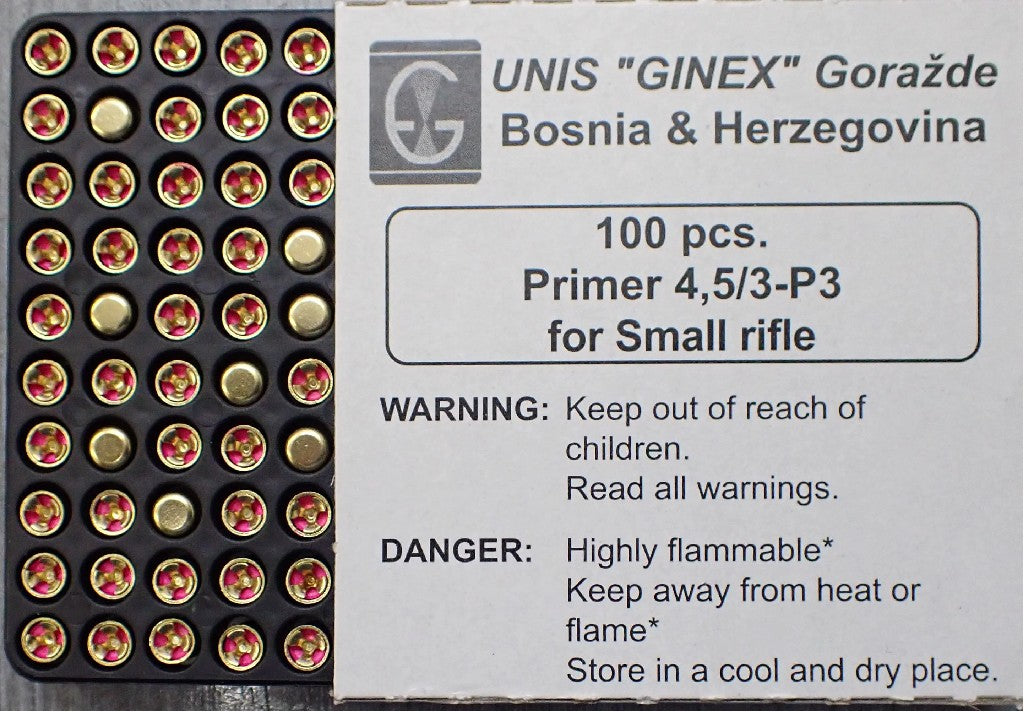 UNIS "GINEX" Goražde
Bosnia & Herzegovina
100 pcs.
Primer 4,5/3-P3
for Small rifle
WARNING: Keep out of reach of
children.
Read all warnings.
DANGER: Highly flammable*
Keep away from heat or
flame*
Store in a cool and dry place.